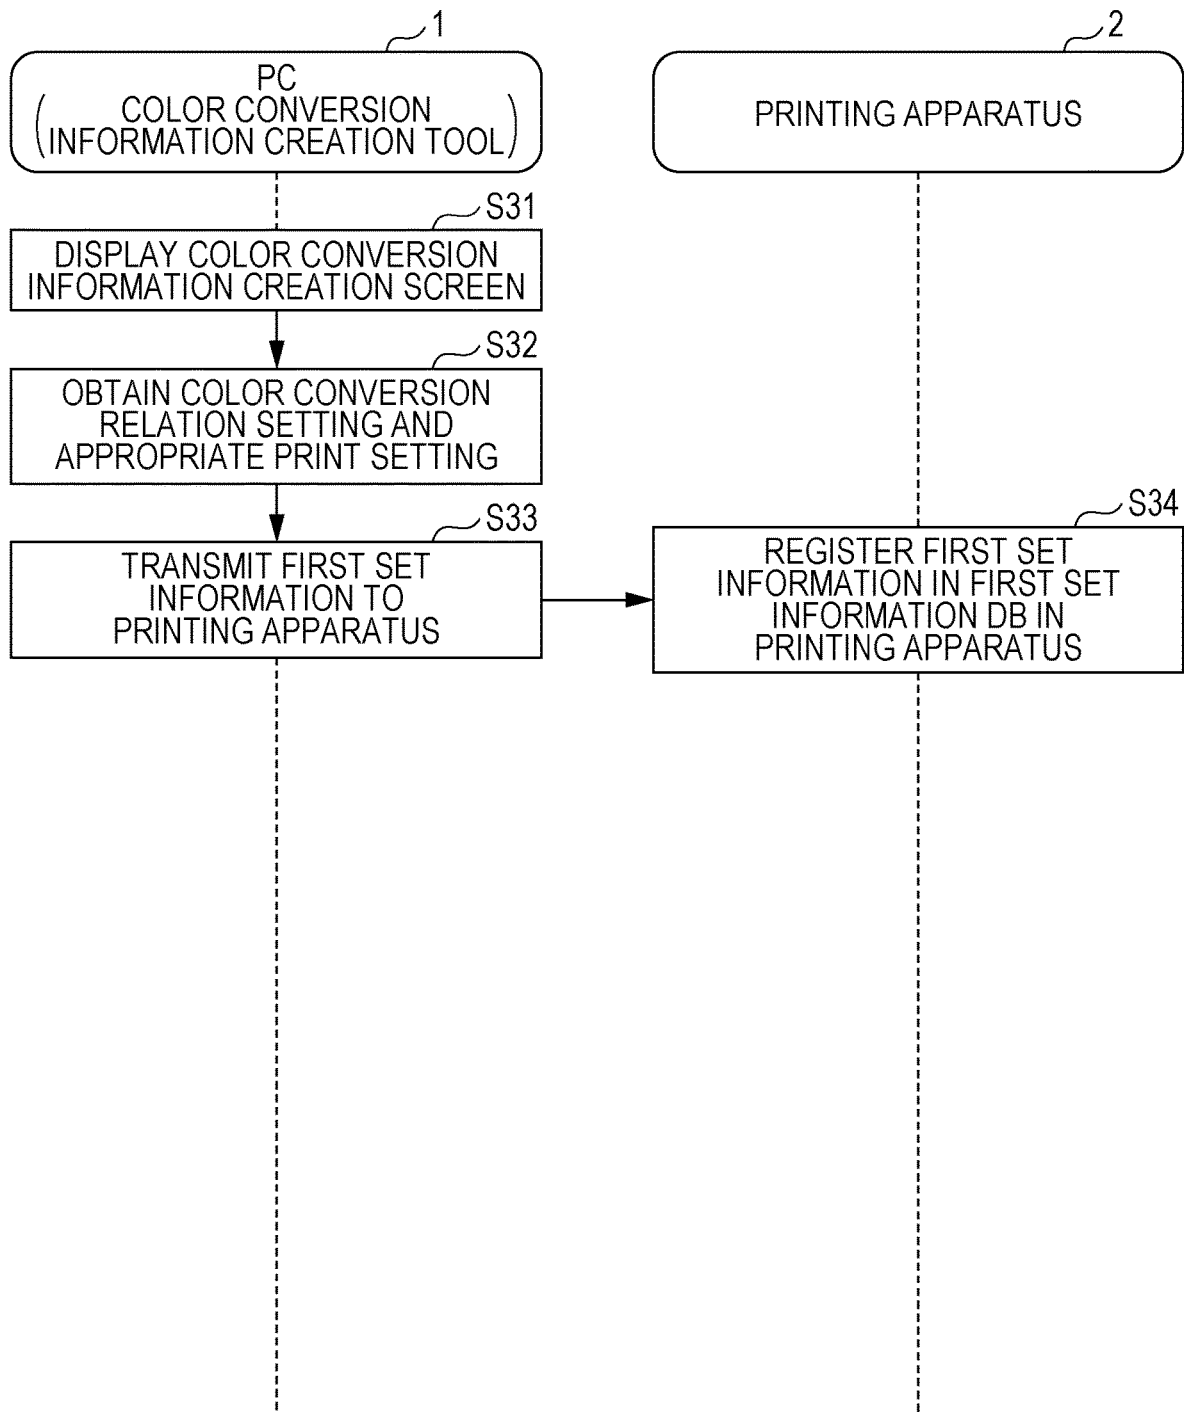 1
PC
(COLOR CONVERSION
INFORMATION CREATION TOOL)
2
PRINTING APPARATUS
S31
DISPLAY COLOR CONVERSION
INFORMATION CREATION SCREEN
S32
OBTAIN COLOR CONVERSION
RELATION SETTING AND
APPROPRIATE PRINT SETTING
S33
TRANSMIT FIRST SET
INFORMATION TO
PRINTING APPARATUS
S34
REGISTER FIRST SET
INFORMATION IN FIRST SET
INFORMATION DB IN
PRINTING APPARATUS